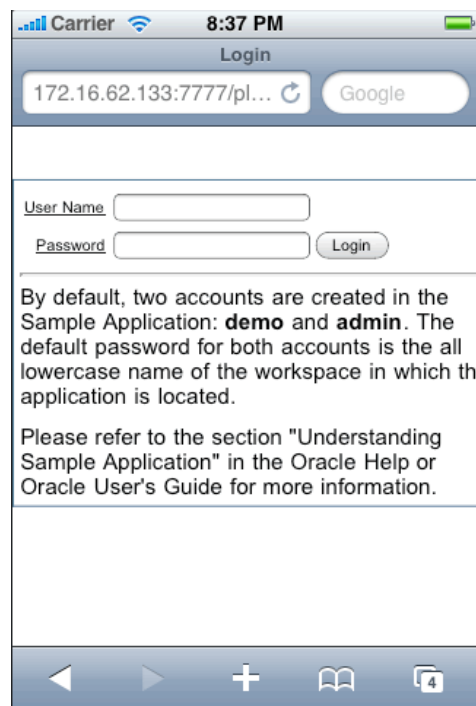 Carrier 8:37 PM
Login
172.16.62.133:7777/pl... Google
User Name
Password Login
By default, two accounts are created in the
Sample Application: demo and admin. The
default password for both accounts is the all
lowercase name of the workspace in which th
application is located.
Please refer to the section "Understanding
Sample Application" in the Oracle Help or
Oracle User's Guide for more information.
4